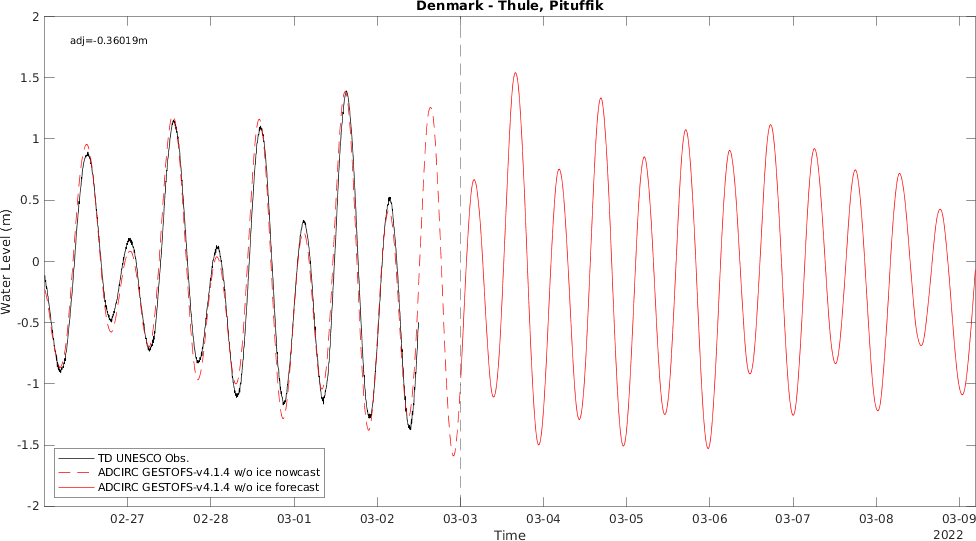 Denmark - Thule, Pituffik
adj=-0.36019m
2
1.5
1
0.5
0
-0.5
-1
-1.5
-2
Water Level (m)
TD UNESCO Obs.
ADCIRC GESTOFS-v4.1.4 w/o ice nowcast
ADCIRC GESTOFS-v4.1.4 w/o ice forecast
02-27 02-28 03-01 03-02 03-03 03-04 03-05 03-06 03-07 03-08 03-09
Time
2022